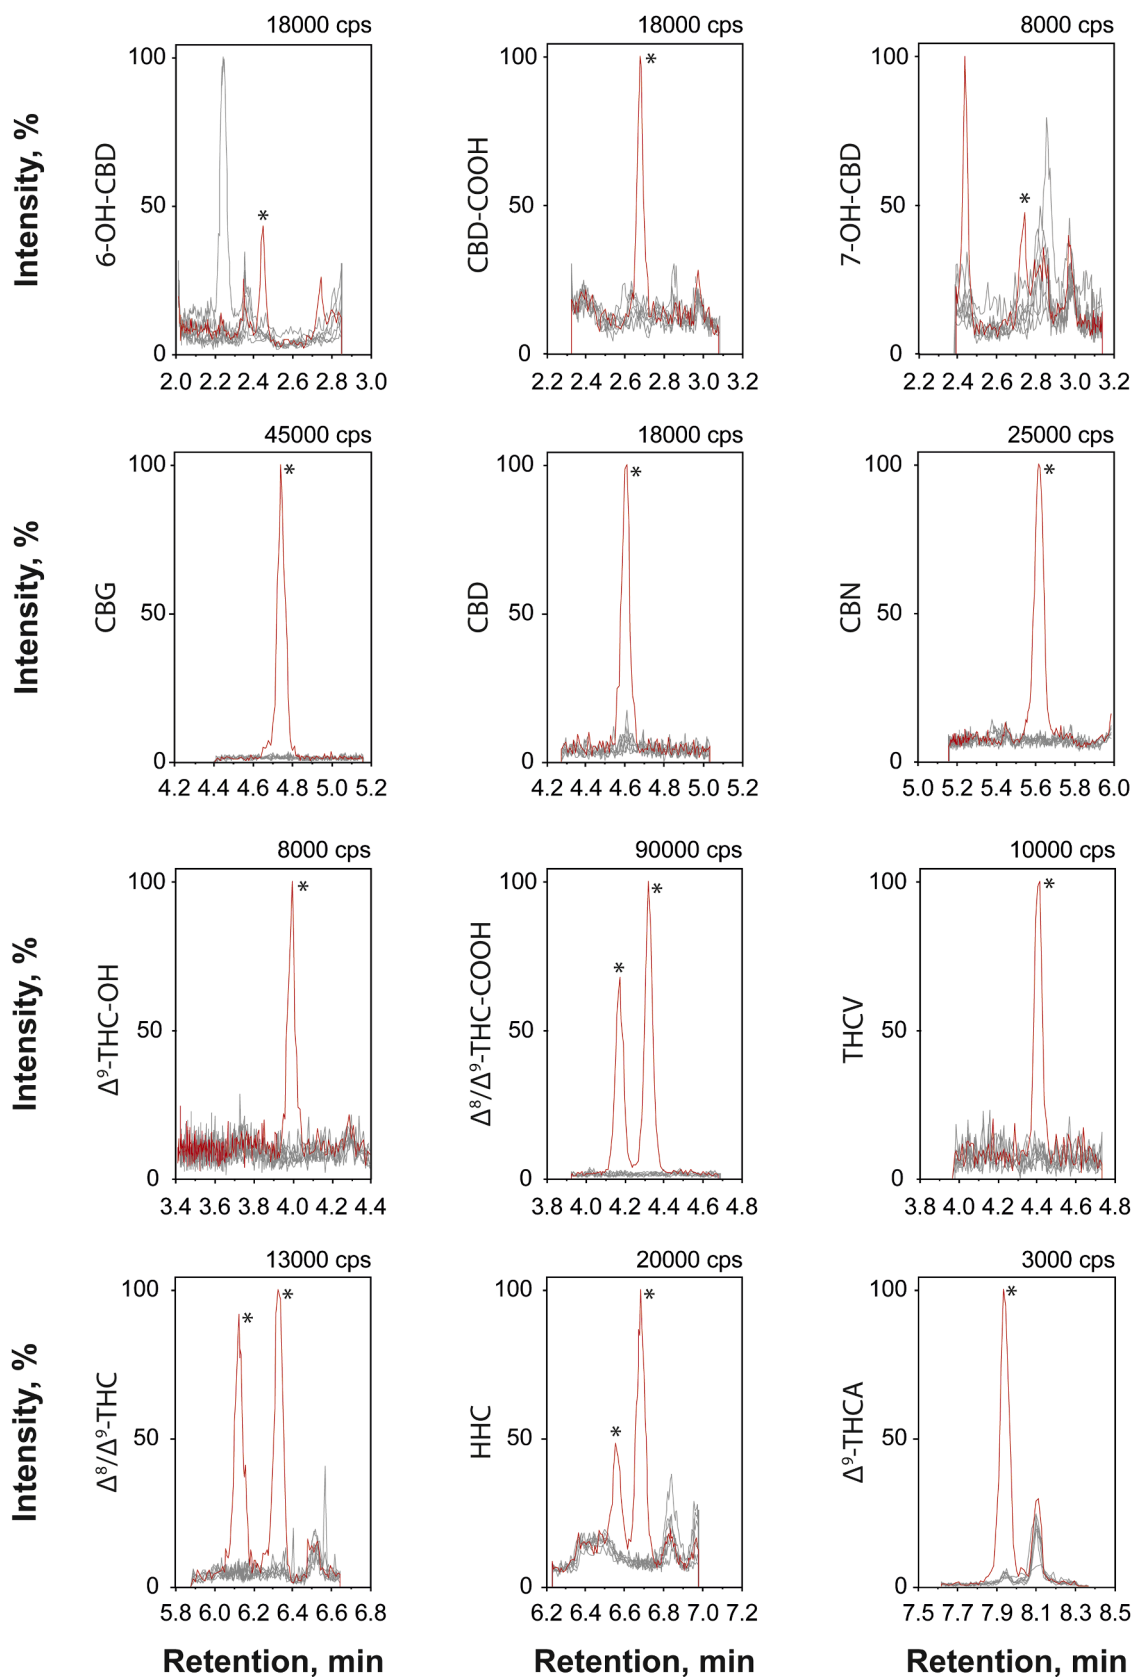 18000 cps
18000 cps
8000 cps
Intensity, %
6-OH-CBD
100
50
0
*
2.0 2.2 2.4 2.6 2.8 3.0
CBD-COOH
100
50
0
*
2.2 2.4 2.6 2.8 3.0 3.2
7-OH-CBD
100
50
0
*
2.2 2.4 2.6 2.8 3.0 3.2
45000 cps
18000 cps
25000 cps
Intensity, %
CBG
100
50
0
*
4.2 4.4 4.6 4.8 5.0 5.2
CBD
100
50
0
*
4.2 4.4 4.6 4.8 5.0 5.2
CBN
100
50
0
*
5.0 5.2 5.4 5.6 5.8 6.0
8000 cps
90000 cps
10000 cps
Intensity, %
Δ⁹-THC-OH
100
50
0
*
3.4 3.6 3.8 4.0 4.2 4.4
Δ⁸/Δ⁹-THC-COOH
100
50
0
*
*
3.8 4.0 4.2 4.4 4.6 4.8
THCV
100
50
0
*
3.8 4.0 4.2 4.4 4.6 4.8
13000 cps
20000 cps
3000 cps
Intensity, %
Δ⁸/Δ⁹-THC
100
50
0
*
*
5.8 6.0 6.2 6.4 6.6 6.8
HHC
100
50
0
*
*
6.2 6.4 6.6 6.8 7.0 7.2
Δ⁹-THCA
100
50
0
*
7.5 7.7 7.9 8.1 8.3 8.5
Retention, min
Retention, min
Retention, min